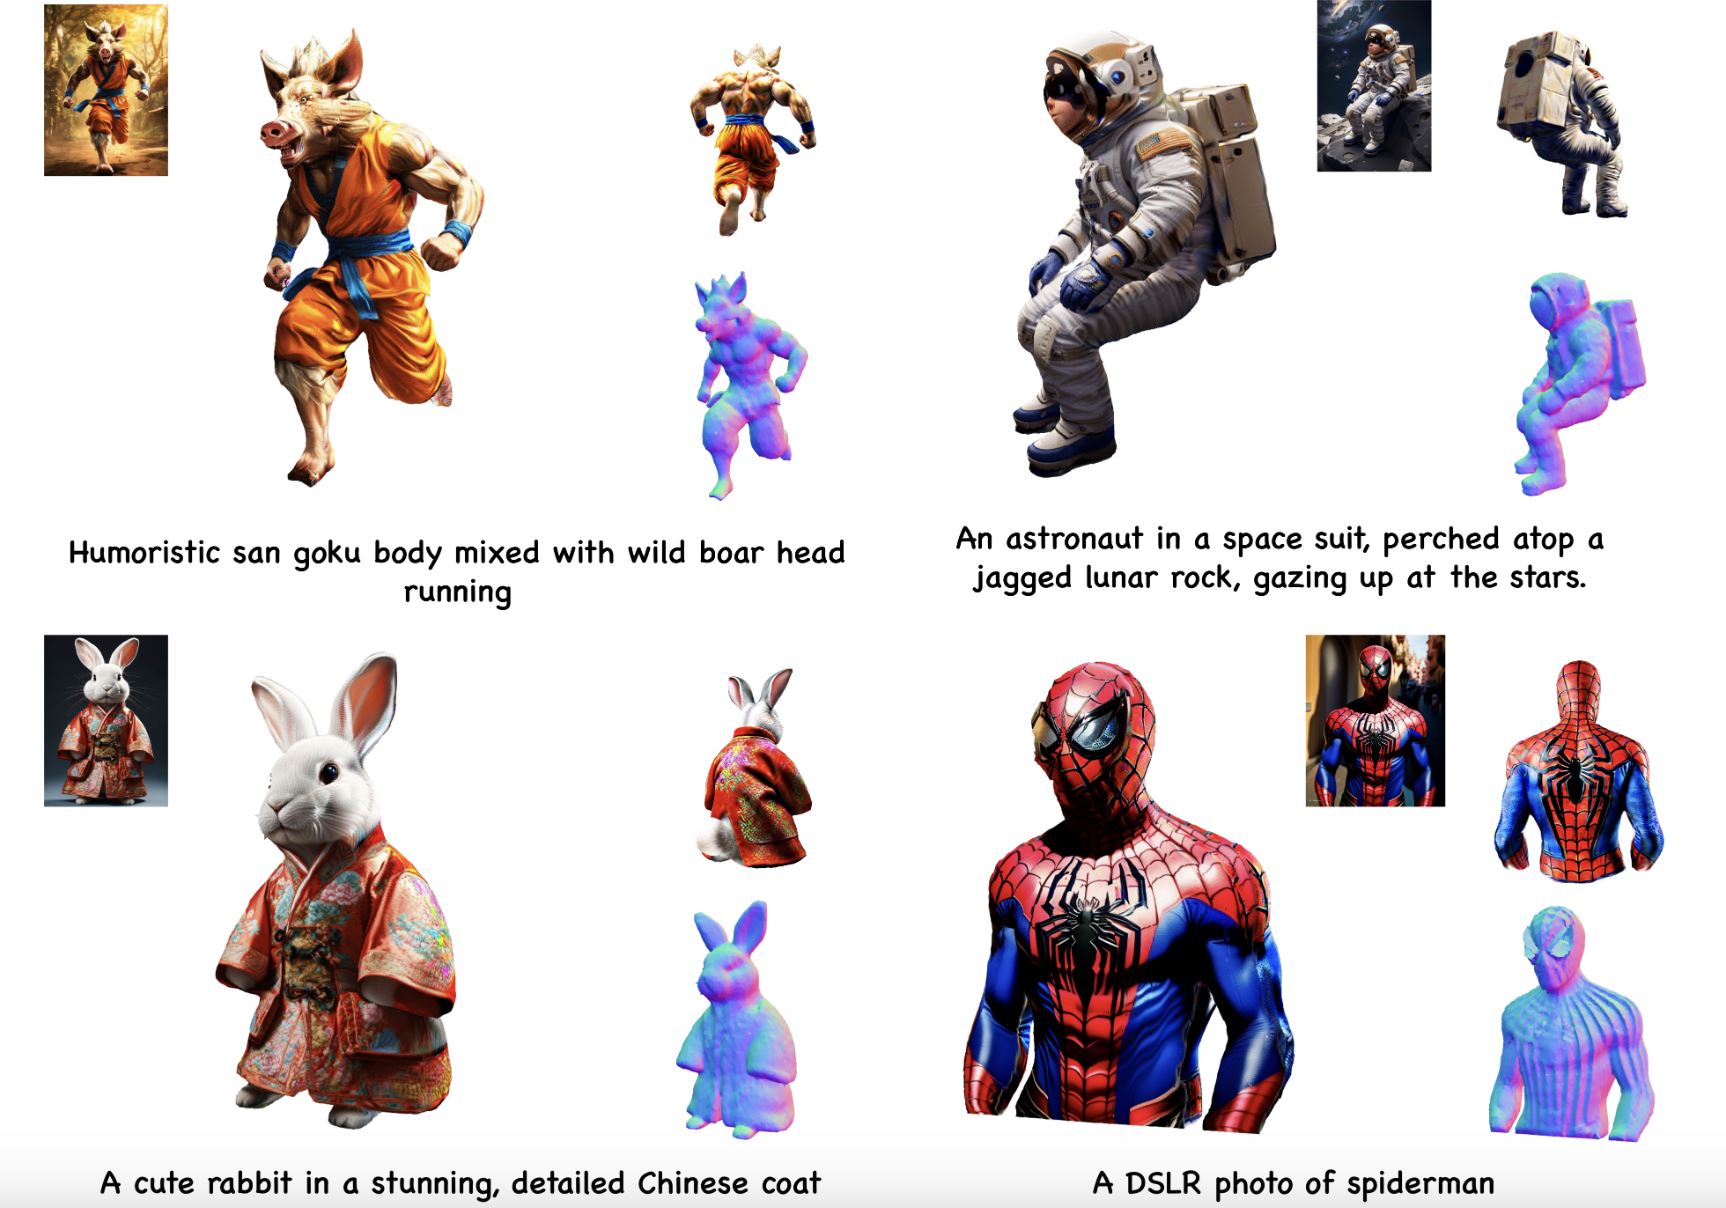 Humoristic san goku body mixed with wild boar head
running
An astronaut in a space suit, perched atop a
jagged lunar rock, gazing up at the stars.
A cute rabbit in a stunning, detailed Chinese coat
A DSLR photo of spiderman